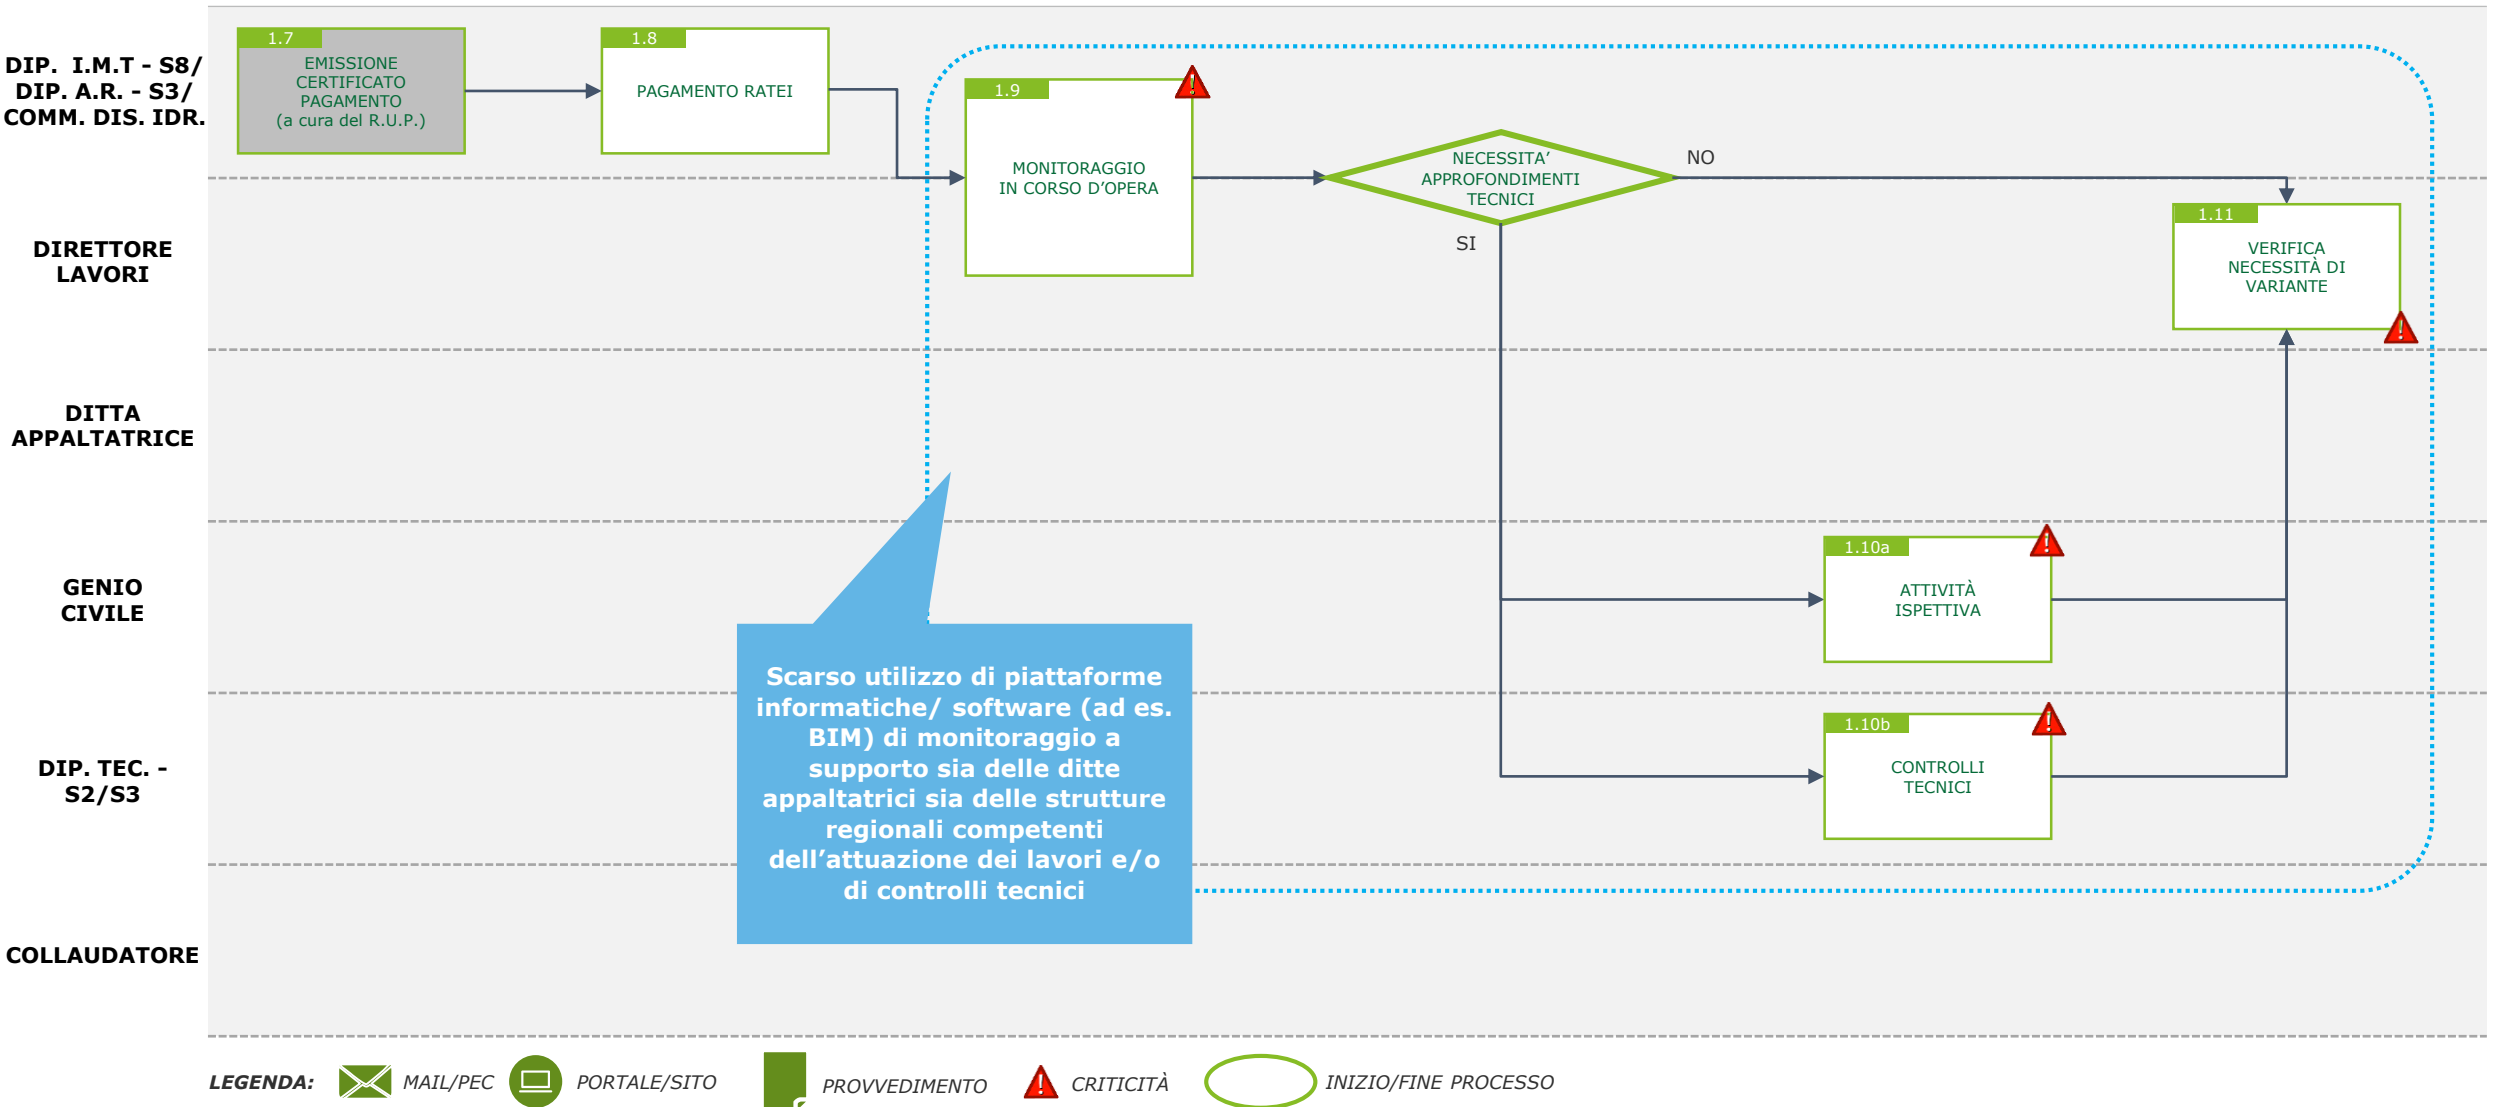 DIP. I.M.T - S8/
DIP. A.R. - S3/
COMM. DIS. IDR.
1.7
EMISSIONE
CERTIFICATO
PAGAMENTO
(a cura del R.U.P.)
1.8
PAGAMENTO RATEI
1.9
MONITORAGGIO
IN CORSO D’OPERA
NECESSITA’
APPROFONDIMENTI
TECNICI
NO
SI
DIRETTORE
LAVORI
1.11
VERIFICA
NECESSITÀ DI
VARIANTE
DITTA
APPALTATRICE
GENIO
CIVILE
1.10a
ATTIVITÀ
ISPETTIVA
DIP. TEC. -
S2/S3
1.10b
CONTROLLI
TECNICI
Scarso utilizzo di piattaforme
informatiche/ software (ad es.
BIM) di monitoraggio a
supporto sia delle ditte
appaltatrici sia delle strutture
regionali competenti
dell’attuazione dei lavori e/o
di controlli tecnici
COLLAUDATORE
LEGENDA:
MAIL/PEC
PORTALE/SITO
PROVVEDIMENTO
CRITICITÀ
INIZIO/FINE PROCESSO